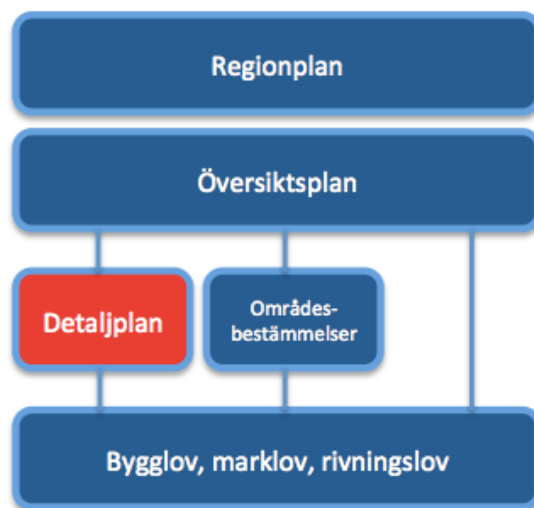 Regionplan
Översiktsplan
Detaljplan
Områdes-
bestämmelser
Bygglov, marklov, rivningslov